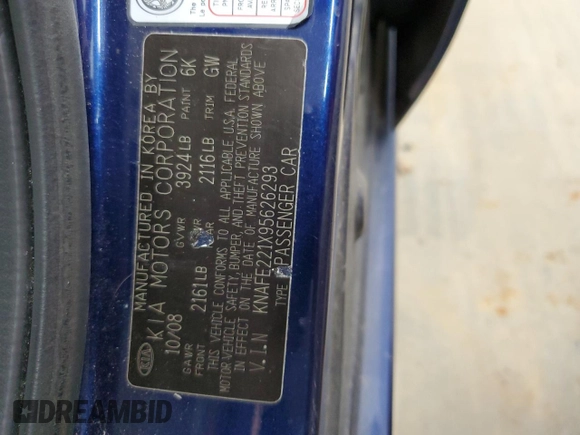 KIA
MANUFACTURED IN KOREA BY
KIA MOTORS CORPORATION
10/08 GVWR 3924LB PAINT 6K
GAWR
FRONT 2161LB 2116LB TRIM GW
THIS VEHICLE CONFORMS TO ALL APPLICABLE U.S.A. FEDERAL
MOTOR VEHICLE SAFETY, BUMPER, AND THEFT PREVENTION STANDARDS
IN EFFECT ON THE DATE OF MANUFACTURE SHOWN ABOVE
V.I.N KNAFE221X95626293
TYPE PASSENGER CAR
DREAMBID